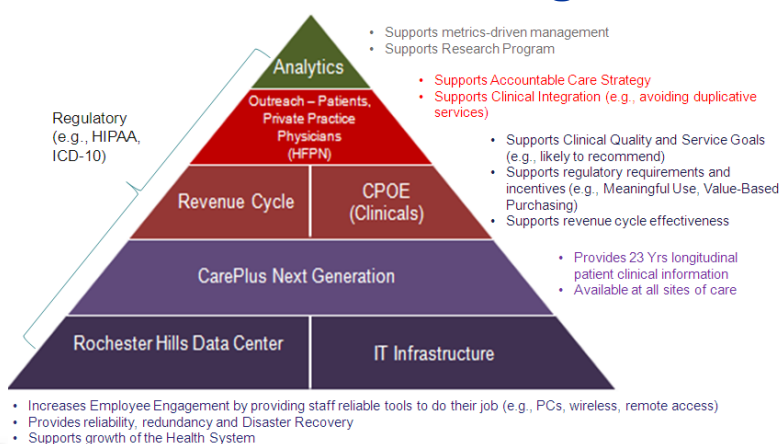 • Supports metrics-driven management
• Supports Research Program
Analytics
• Supports Accountable Care Strategy
• Supports Clinical Integration (e.g., avoiding duplicative
services)
Outreach – Patients,
Private Practice
Physicians
(HFPN)
Regulatory
(e.g., HIPAA,
ICD-10)
• Supports Clinical Quality and Service Goals
(e.g., likely to recommend)
• Supports regulatory requirements and
incentives (e.g., Meaningful Use, Value-Based
Purchasing)
• Supports revenue cycle effectiveness
Revenue Cycle
CPOE
(Clinicals)
• Provides 23 Yrs longitudinal
patient clinical information
• Available at all sites of care
CarePlus Next Generation
Rochester Hills Data Center
IT Infrastructure
• Increases Employee Engagement by providing staff reliable tools to do their job (e.g., PCs, wireless, remote access)
• Provides reliability, redundancy and Disaster Recovery
• Supports growth of the Health System